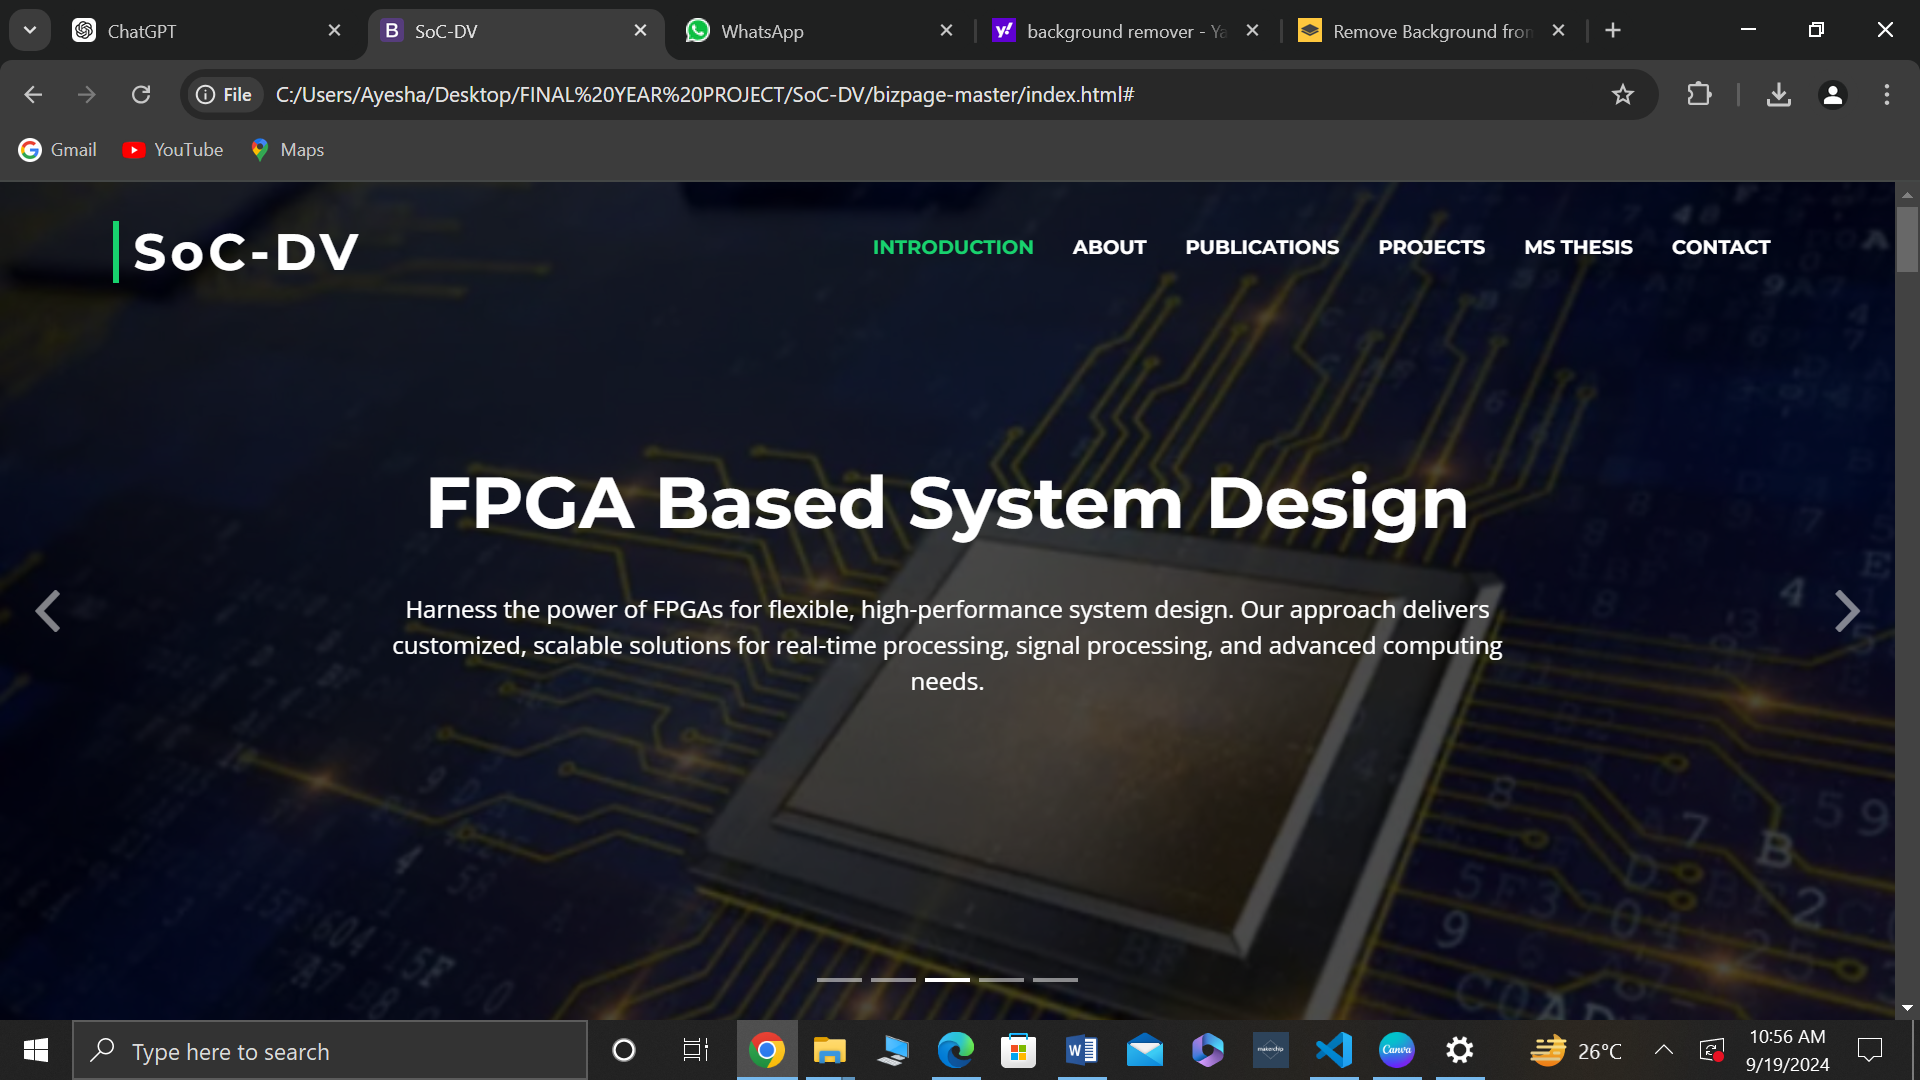 ChatGPT
SoC-DV
WhatsApp
background remover - Ya
Remove Background from
File
C:/Users/Ayesha/Desktop/FINAL%20YEAR%20PROJECT/SoC-DV/bizpage-master/index.html#
Gmail
YouTube
Maps
SoC-DV
INTRODUCTION
ABOUT
PUBLICATIONS
PROJECTS
MS THESIS
CONTACT
FPGA Based System Design
Harness the power of FPGAs for flexible, high-performance system design. Our approach delivers
customized, scalable solutions for real-time processing, signal processing, and advanced computing
needs.
Type here to search
makerchip
Canva
26°C
10:56 AM
9/19/2024